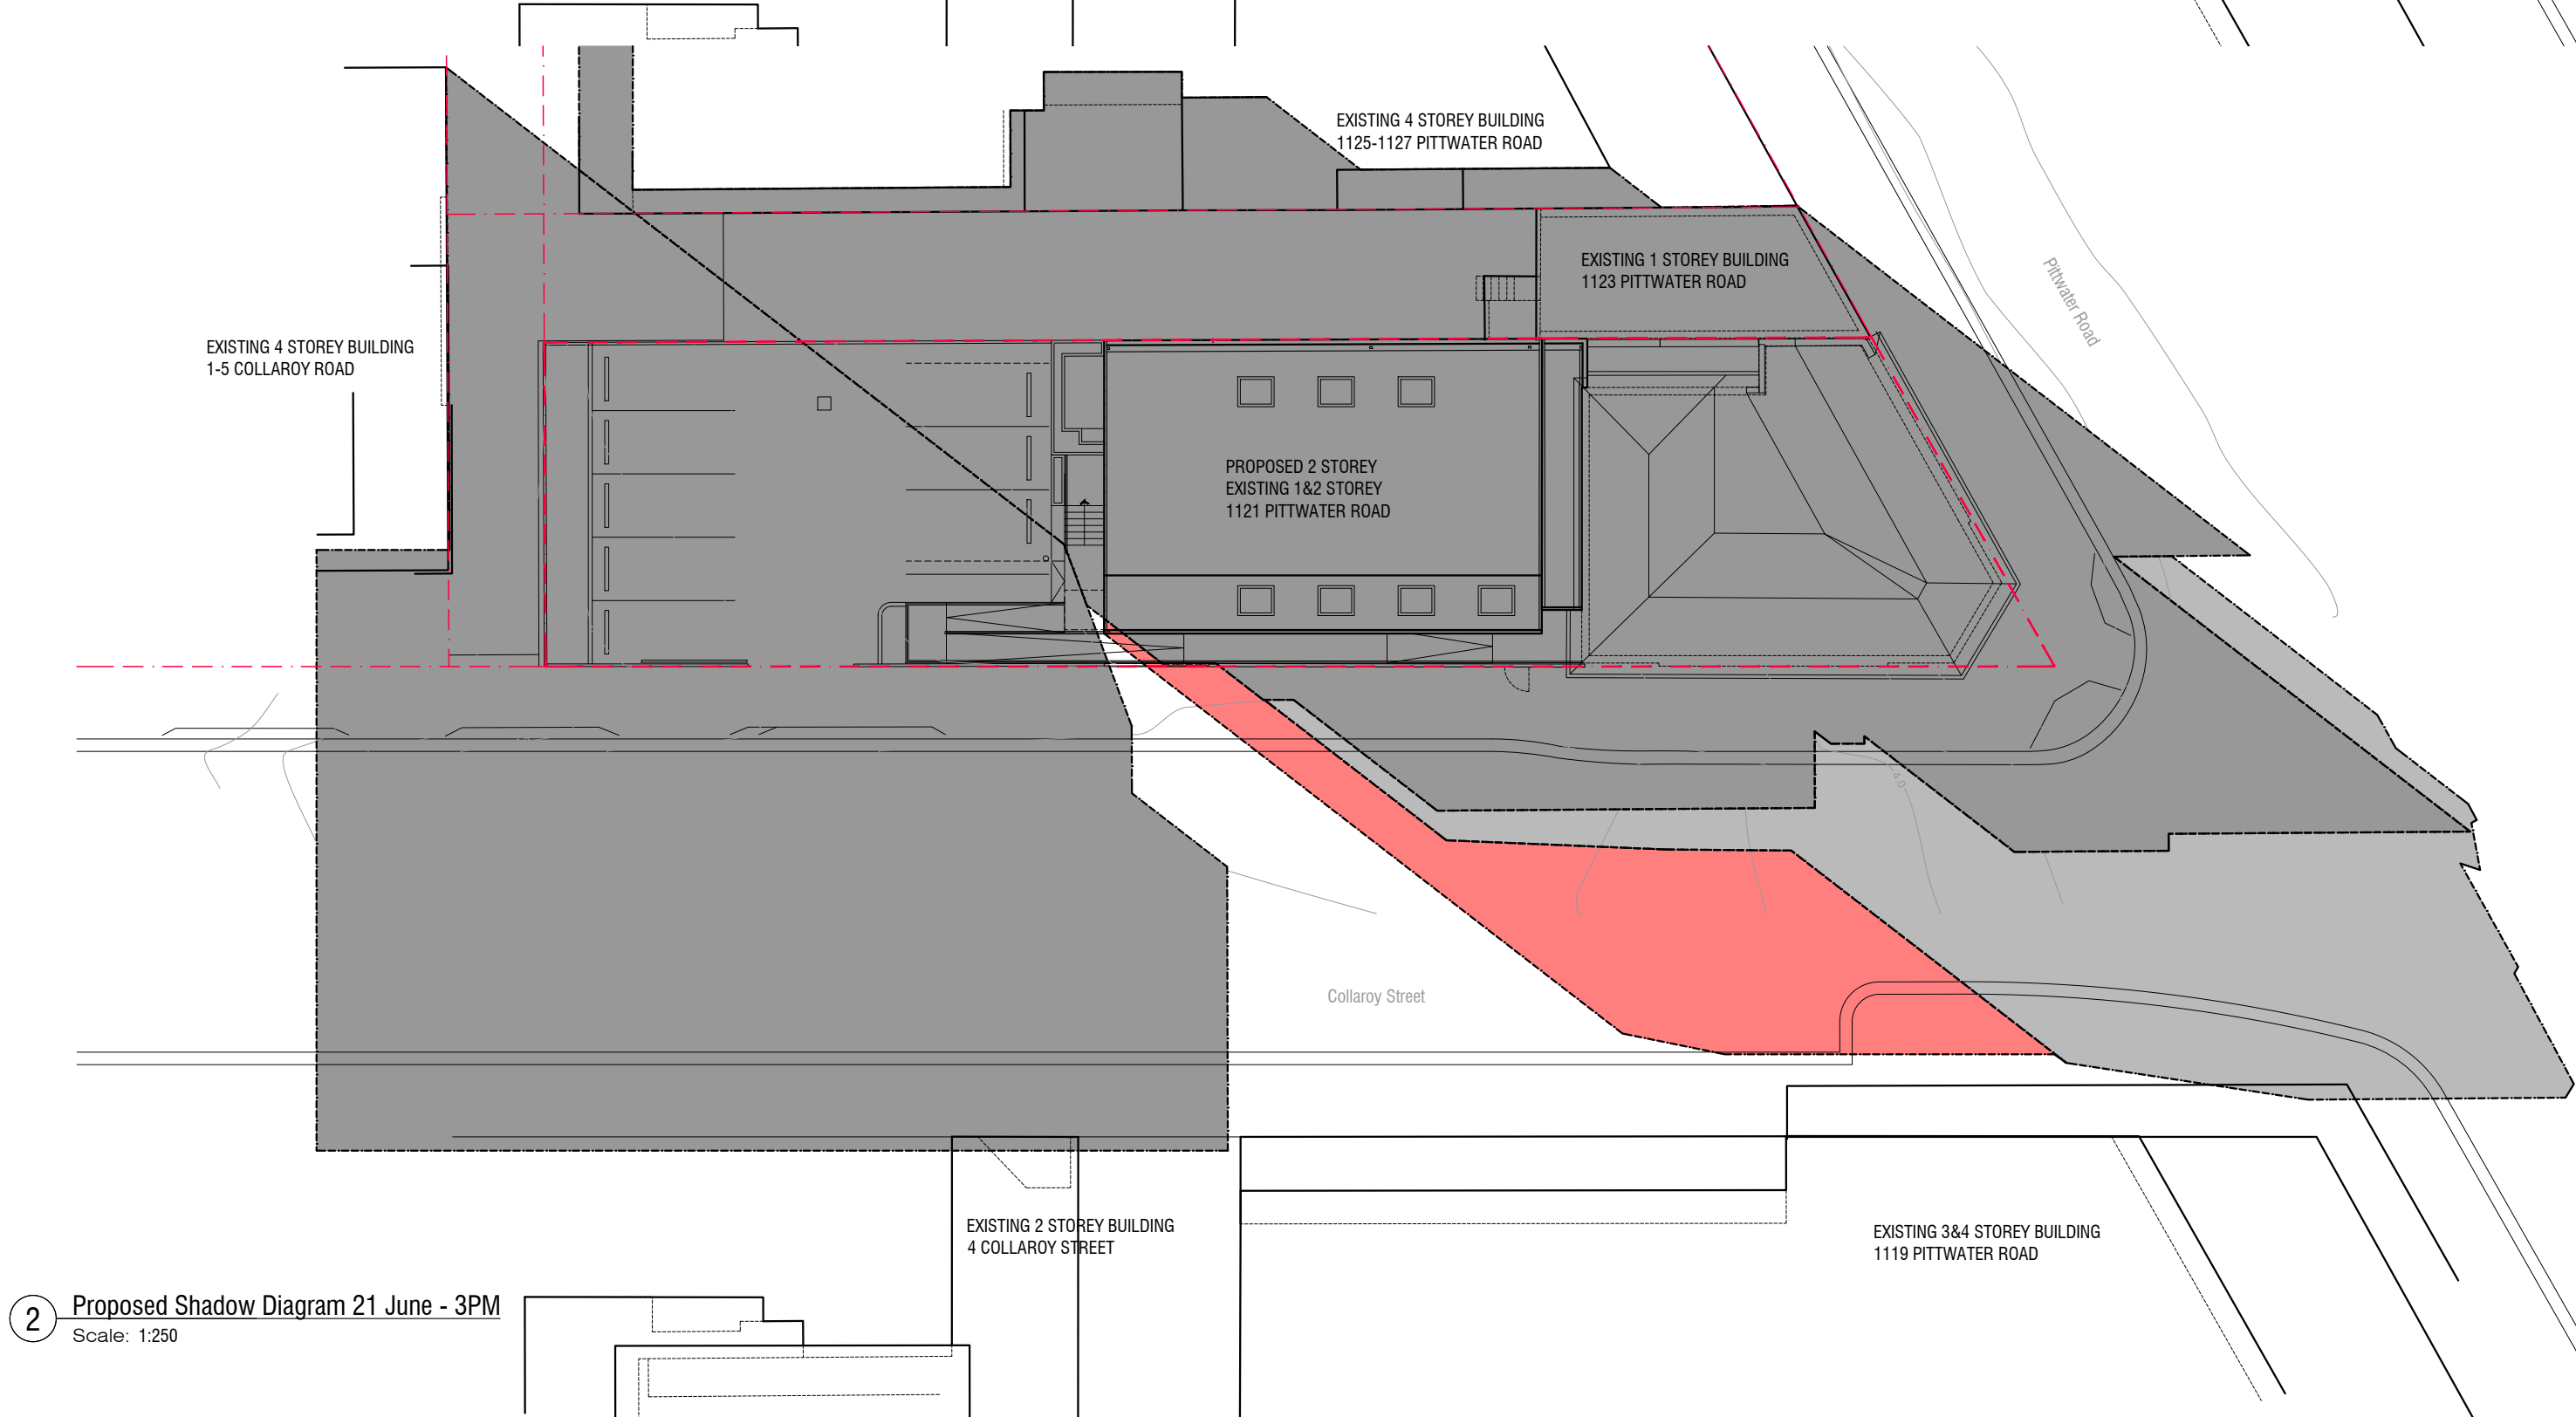 EXISTING 4 STOREY BUILDING
1125-1127 PITTWATER ROAD
EXISTING 1 STOREY BUILDING
1123 PITTWATER ROAD
Pittwater Road
EXISTING 4 STOREY BUILDING
1-5 COLLAROY ROAD
PROPOSED 2 STOREY
EXISTING 1&2 STOREY
1121 PITTWATER ROAD
4.0
Collaroy Street
EXISTING 2 STOREY BUILDING
4 COLLAROY STREET
EXISTING 3&4 STOREY BUILDING
1119 PITTWATER ROAD
2
Proposed Shadow Diagram 21 June - 3PM
Scale: 1:250